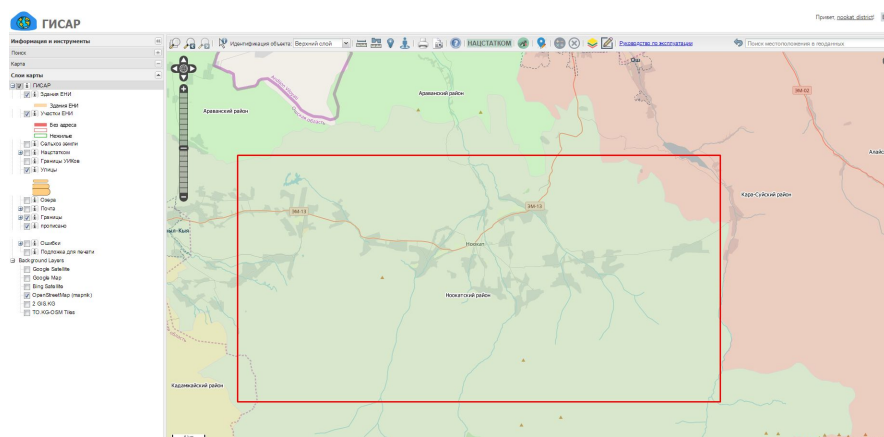 ГИСАР
Привет, nookat_district!
Информация и инструменты
Поиск
Карта
Слои карты
ГИСАР
Здания ЕНИ
Здания ЕНИ
Участки ЕНИ
Без адреса
Нежилые
Сельхоз земли
Нацстатком
Границы УИКов
Улицы
Озера
Почта
Границы
прописано
Ошибки
Подложка для печати
Background Layers
Google Satellite
Google Map
Bing Satellite
OpenStreetMap (mapnik)
2 GIS.KG
TO.KG-OSM Tiles
Идентификация объекта: Верхний слой
НАЦСТАТКОМ
Руководство по эксплуатации
Поиск местоположения в геоданных
Ош
ЭМ-02
Араванский район
Араванский район
Кара-Суйский район
ЭМ-13
ЭМ-13
Ноокат
Ноокатский район
Кадамжайский район